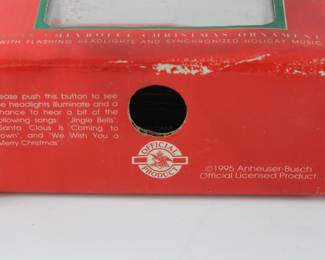 CHEVROLET CHRISTMAS ORNAMENT
WITH FLASHING HEADLIGHTS AND SYNCHRONIZED HOLIDAY MUSIC
ease push this button to see
e headlights illuminate and a
hance to hear a bit of the
ollowing songs: 'Jingle Bells',
Santa Claus Is Coming to
own', and "We Wish You a
Merry Christmas'.
OFFICIAL
PRODUCT
©1995 Anheuser-Busch
Official Licensed Product